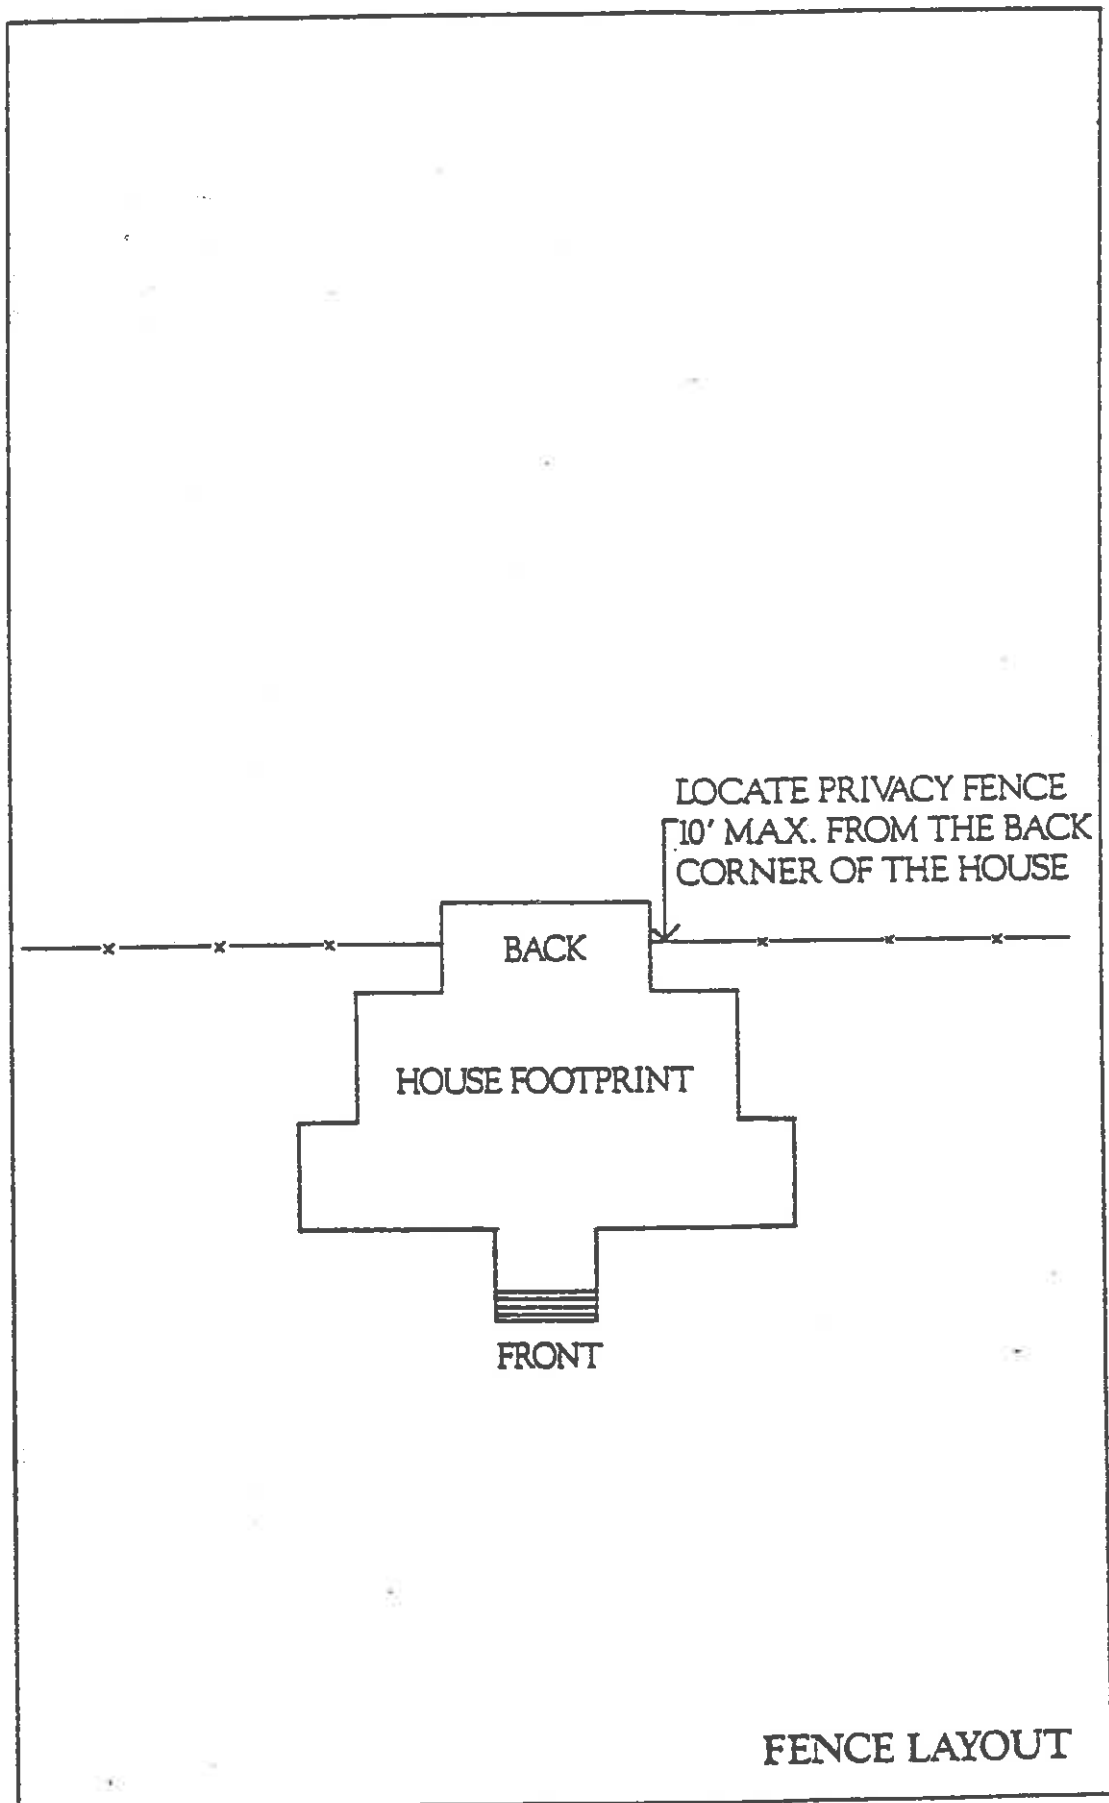 LOCATE PRIVACY FENCE
10' MAX. FROM THE BACK
CORNER OF THE HOUSE
BACK
HOUSE FOOTPRINT
FRONT
FENCE LAYOUT